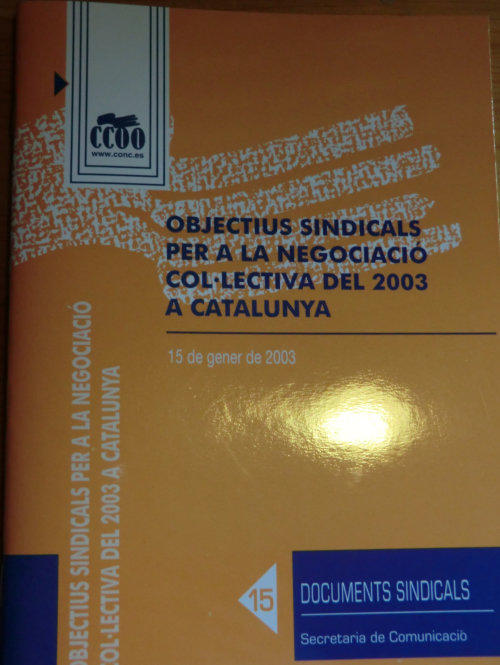 CCOO
www.conc.es
OBJECTIUS SINDICALS
PER A LA NEGOCIACIÓ
COL·LECTIVA DEL 2003
A CATALUNYA
15 de gener de 2003
OBJECTIUS SINDICALS PER A LA NEGOCIACIÓ
COL·LECTIVA DEL 2003 A CATALUNYA
15
DOCUMENTS SINDICALS
Secretaria de Comunicació